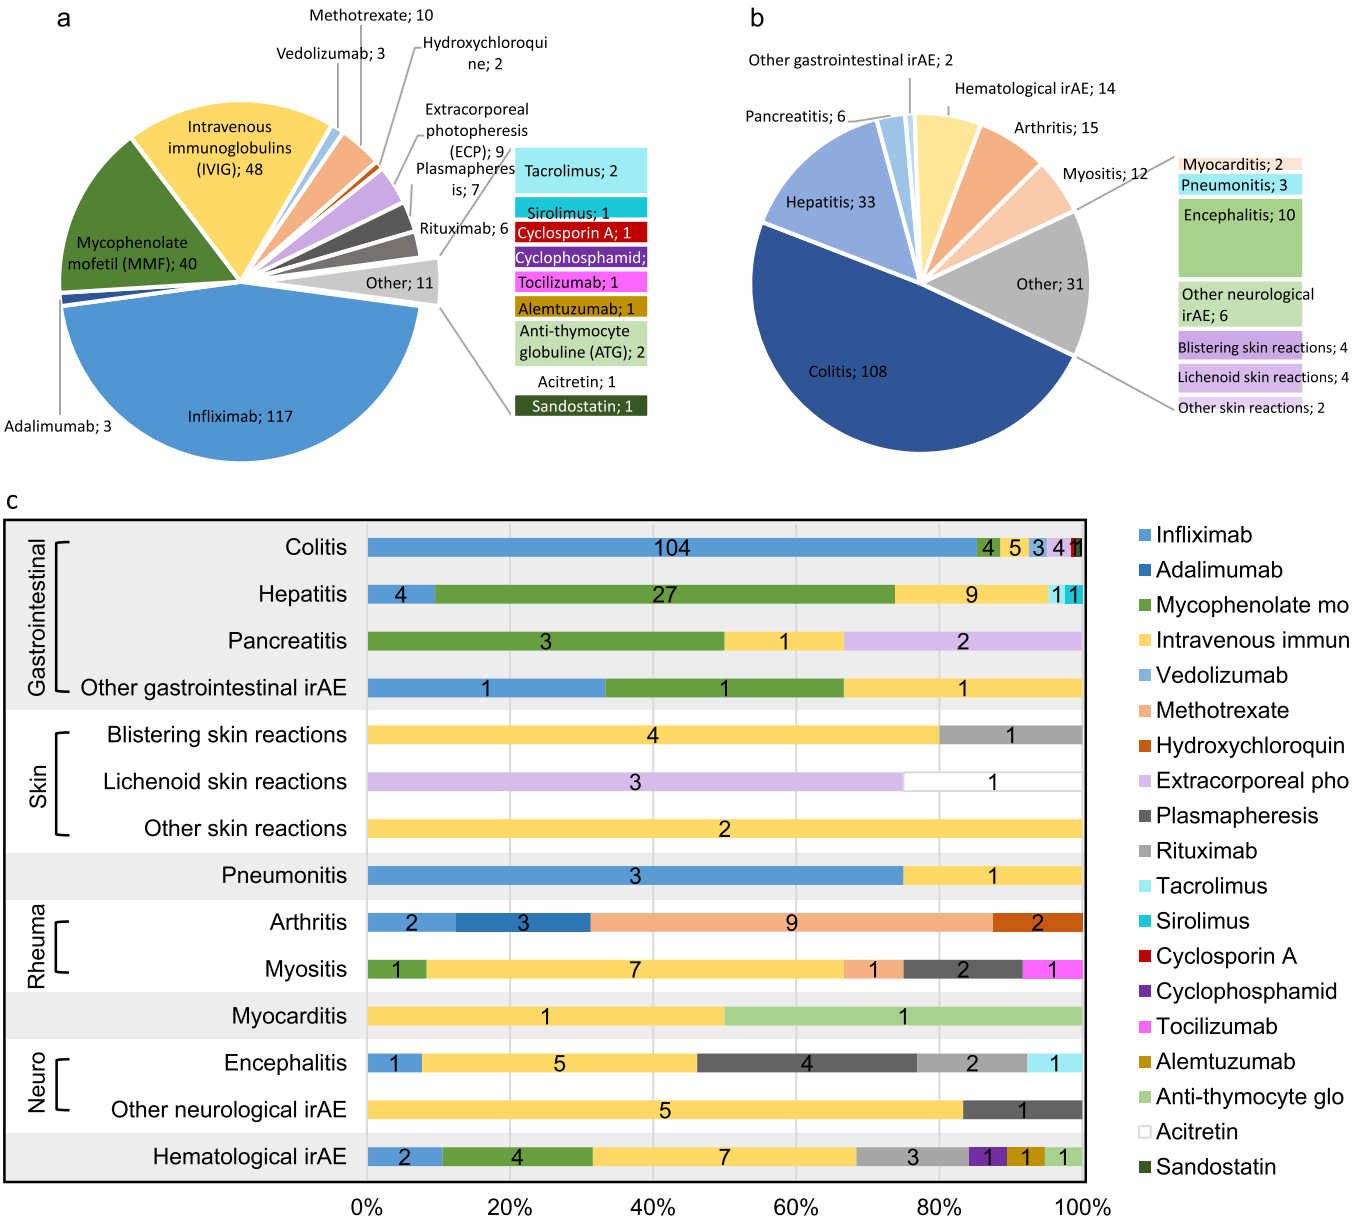 a
Methotrexate; 10
Vedolizumab; 3
Hydroxychloroqui
ne; 2
Extracorporeal
photopheresis
(ECP); 9
Plasmapheres
is; 7
Rituximab; 6
Intravenous
immunoglobulins
(IVIG); 48
Mycophenolate
mofetil (MMF); 40
Other; 11
Adalimumab; 3
Infliximab; 117
Tacrolimus; 2
Sirolimus; 1
Cyclosporin A; 1
Cyclophosphamid;
Tocilizumab; 1
Alemtuzumab; 1
Anti-thymocyte
globuline (ATG); 2
Acitretin; 1
Sandostatin; 1
b
Other gastrointestinal irAE; 2
Hematological irAE; 14
Pancreatitis; 6
Arthritis; 15
Myositis; 12
Hepatitis; 33
Other; 31
Colitis; 108
Myocarditis; 2
Pneumonitis; 3
Encephalitis; 10
Other neurological
irAE; 6
Blistering skin reactions; 4
Lichenoid skin reactions; 4
Other skin reactions; 2
c
Gastrointestinal
Colitis 104 4 5 3 4 1
Hepatitis 4 27 9 1 1
Pancreatitis 3 1 2
Other gastrointestinal irAE 1 1 1
Skin
Blistering skin reactions 4 1
Lichenoid skin reactions 3 1
Other skin reactions 2
Pneumonitis 3 1
Rheuma
Arthritis 2 3 9 2
Myositis 1 7 1 2 1
Myocarditis 1 1
Neuro
Encephalitis 1 5 4 2 1
Other neurological irAE 5 1
Hematological irAE 2 4 7 3 1 1 1
0% 20% 40% 60% 80% 100%
Infliximab
Adalimumab
Mycophenolate mo
Intravenous immun
Vedolizumab
Methotrexate
Hydroxychloroquin
Extracorporeal pho
Plasmapheresis
Rituximab
Tacrolimus
Sirolimus
Cyclosporin A
Cyclophosphamid
Tocilizumab
Alemtuzumab
Anti-thymocyte glo
Acitretin
Sandostatin